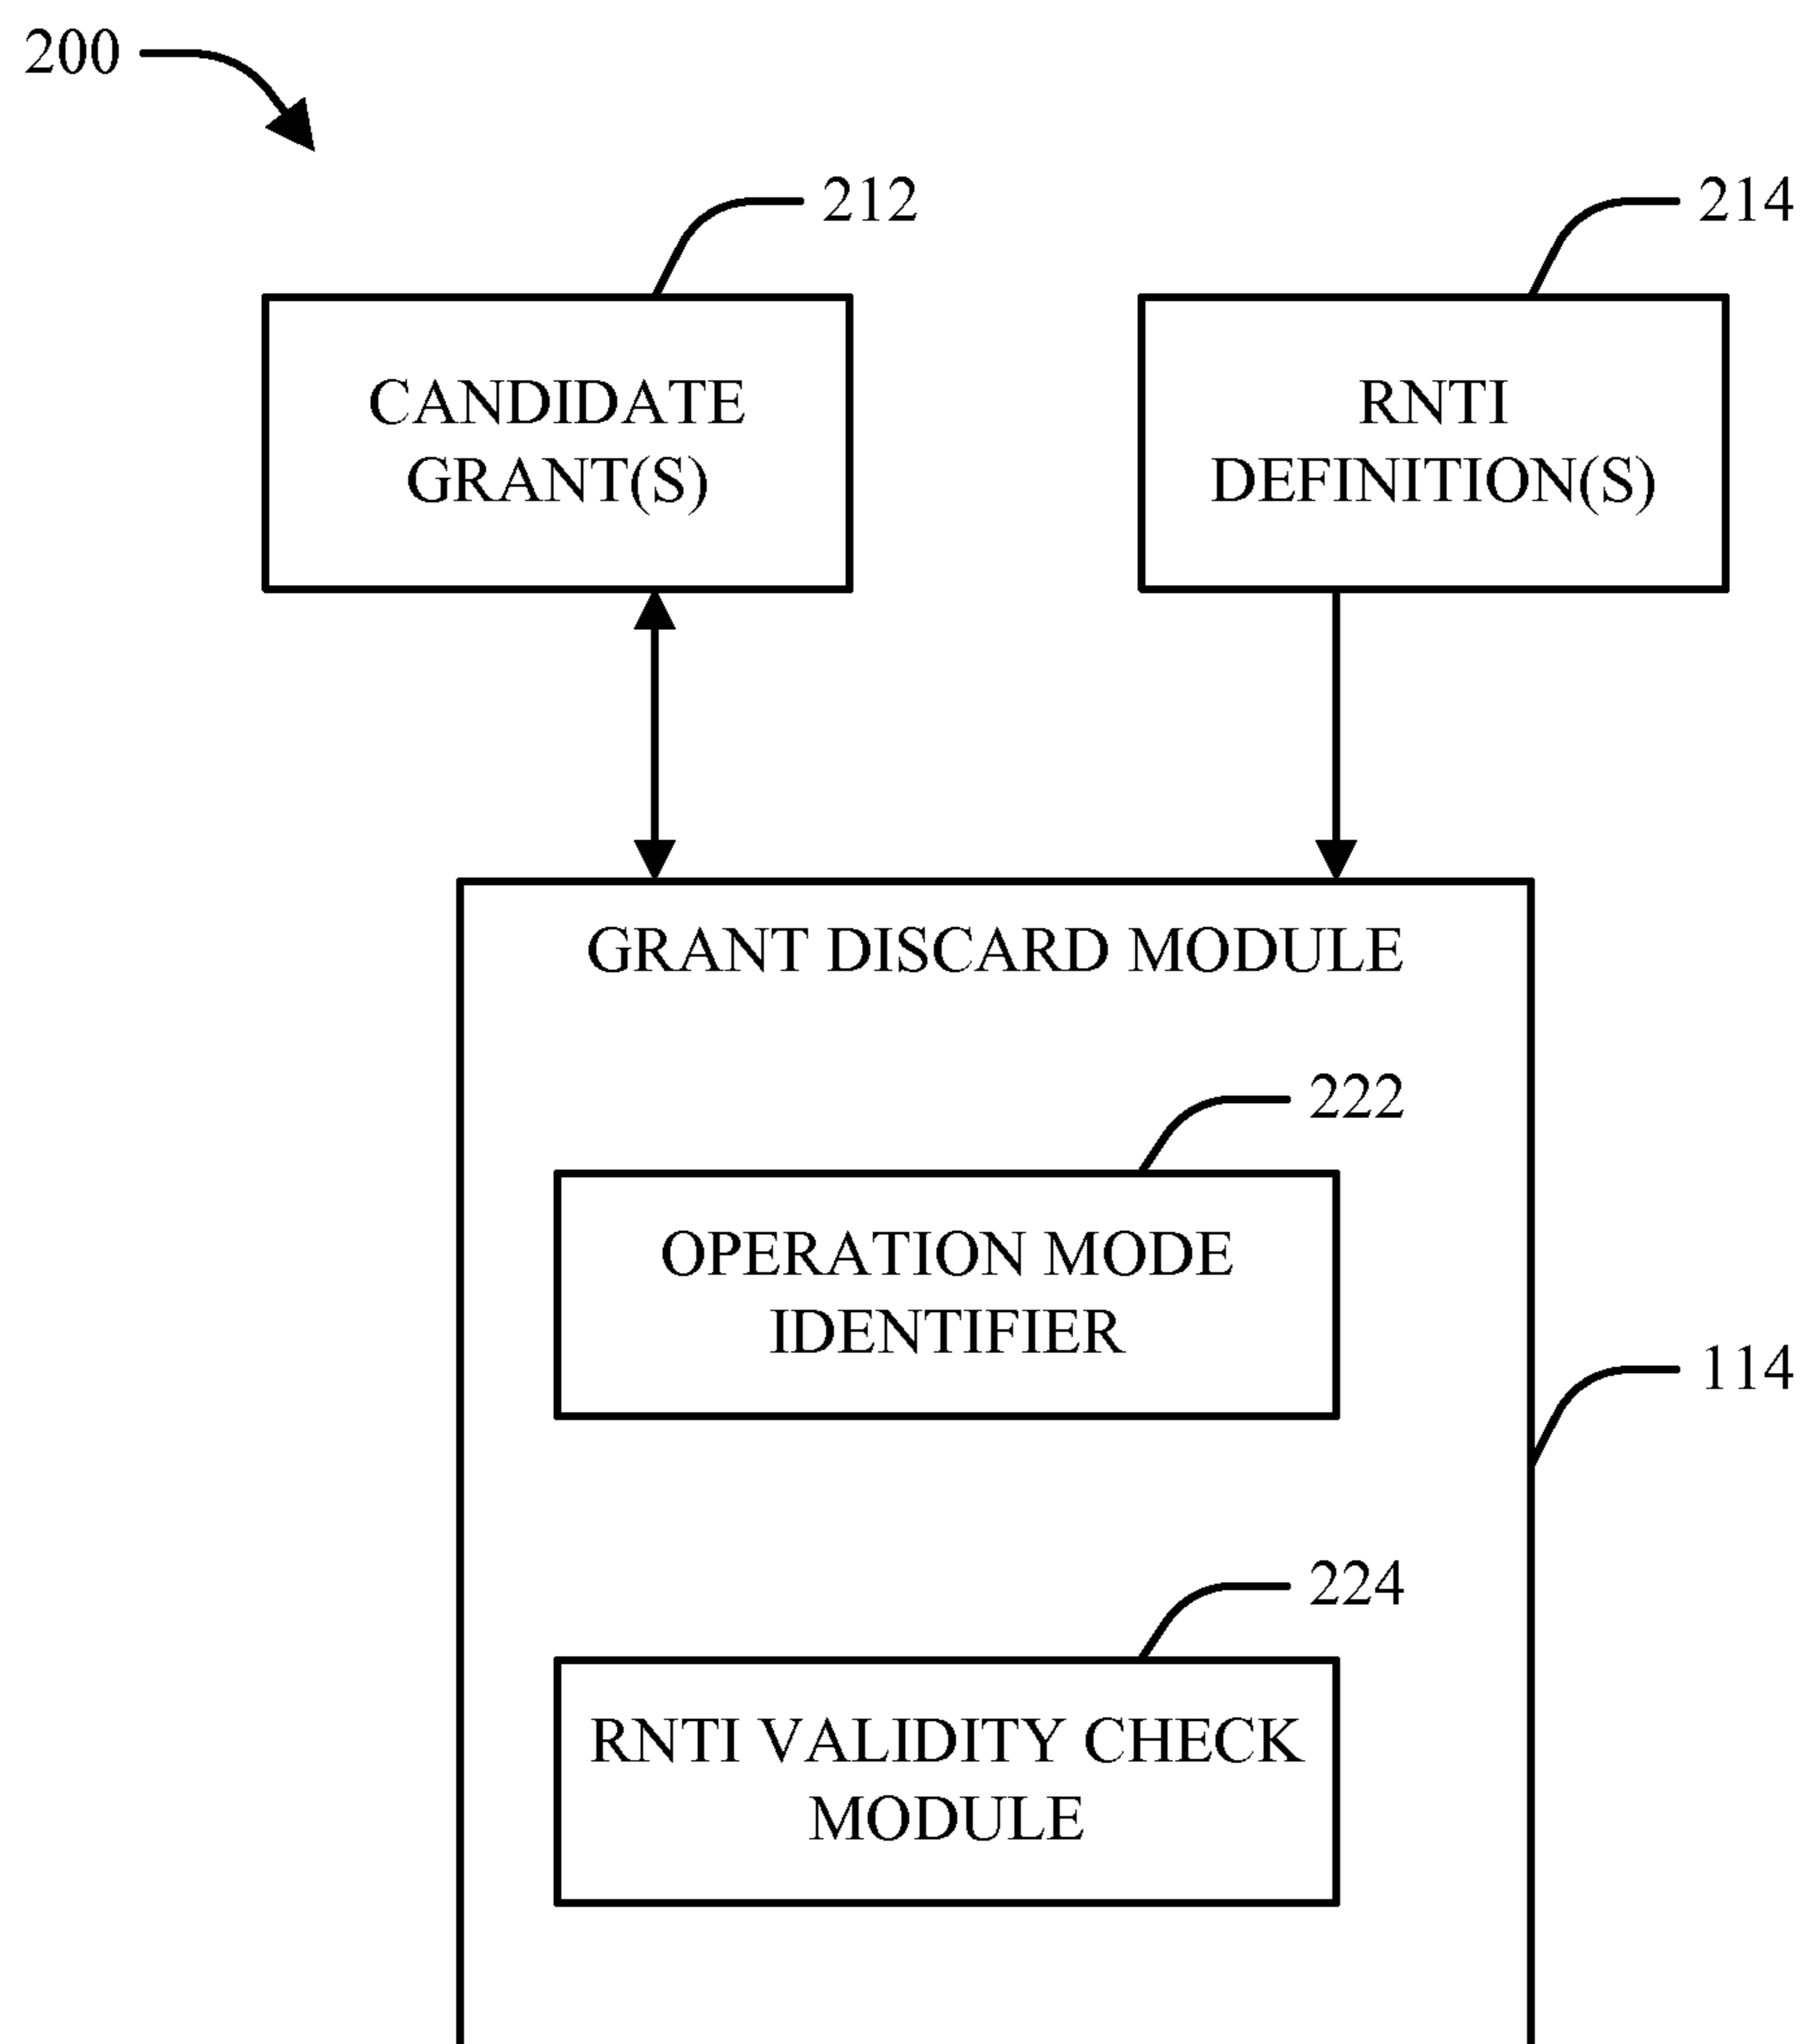 200
212
214
CANDIDATE
GRANT(S)
RNTI
DEFINITION(S)
GRANT DISCARD MODULE
222
OPERATION MODE
IDENTIFIER
114
224
RNTI VALIDITY CHECK
MODULE